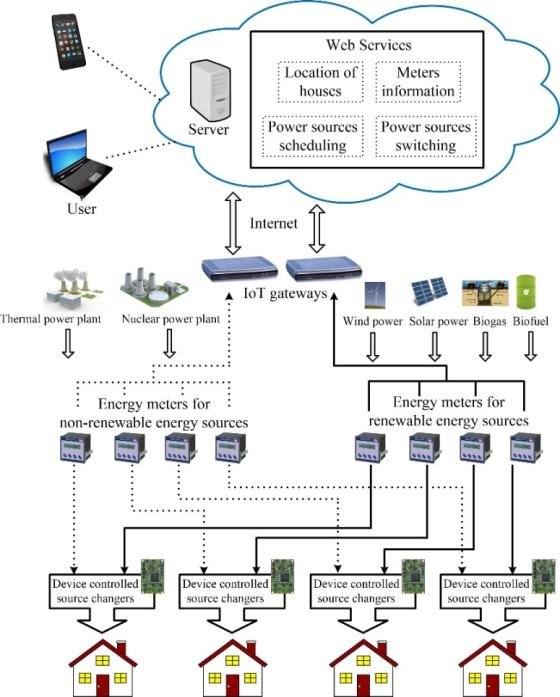 Web Services
Location of
houses
Meters
information
Server
Power sources
scheduling
Power sources
switching
User
Internet
IoT gateways
Thermal power plant
Nuclear power plant
Wind power
Solar power
Biogas
Biofuel
Energy meters for
non-renewable energy sources
Energy meters for
renewable energy sources
Device controlled
source changers
Device controlled
source changers
Device controlled
source changers
Device controlled
source changers